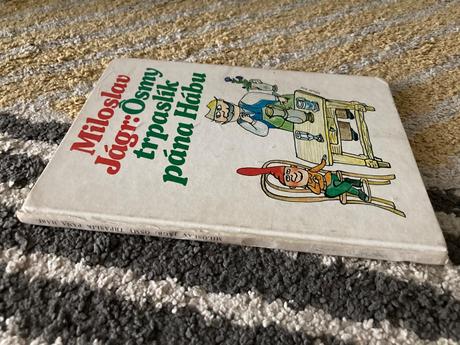 Miloslav
Jágr: Ôsmy
trpaslík
pána Hábu
MILOSLAV JÁGR: ÔSMY TRPASLÍK PÁNA HÁBU